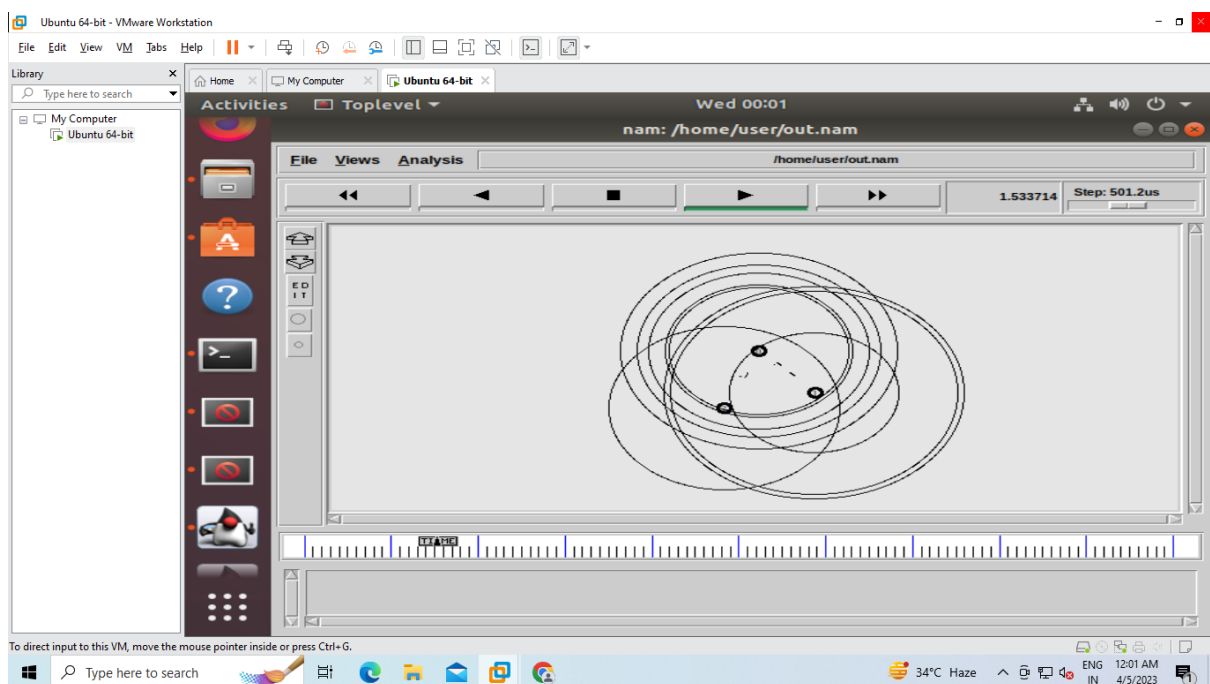 Ubuntu 64-bit - VMware Workstation
File Edit View VM Tabs Help
Library
Type here to search
My Computer
Ubuntu 64-bit
Home My Computer Ubuntu 64-bit
Activities Toplevel Wed 00:01
nam: /home/user/out.nam
File Views Analysis /home/user/out.nam
1.533714 Step: 501.2us
E D
I T
TIME
To direct input to this VM, move the mouse pointer inside or press Ctrl+G.
Type here to search
34°C Haze
ENG
IN
12:01 AM
4/5/2023